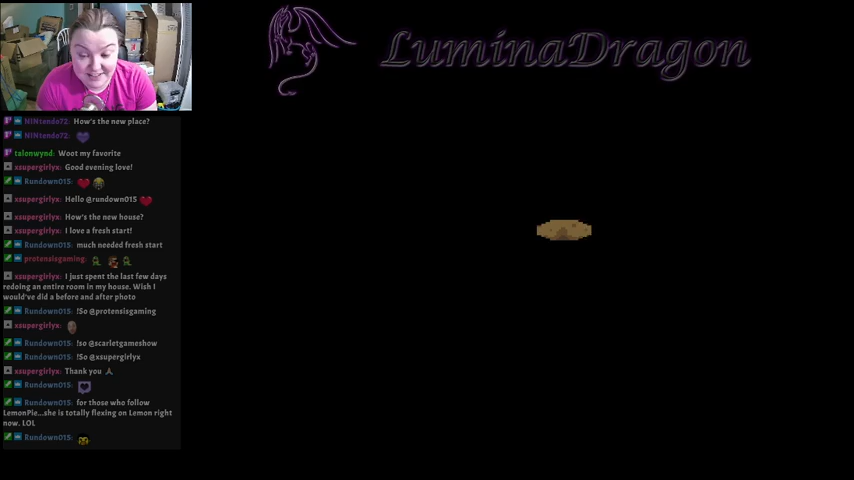 LuminaDragon
NINtendo72: How's the new place?
NINtendo72:
talonwynd: Woot my favorite
xsupergirlyx: Good evening love!
Rundown015:
xsupergirlyx: Hello @rundown015
xsupergirlyx: How's the new house?
xsupergirlyx: I love a fresh start!
Rundown015: much needed fresh start
protensisgaming:
xsupergirlyx: I just spent the last few days
redoing an entire room in my house. Wish I
would've did a before and after photo
Rundown015: !So @protensisgaming
xsupergirlyx:
Rundown015: !so @scarletgameshow
Rundown015: !So @xsupergirlyx
xsupergirlyx: Thank you
Rundown015:
Rundown015: for those who follow
LemonPie...she is totally flexing on Lemon right
now. LOL
Rundown015: